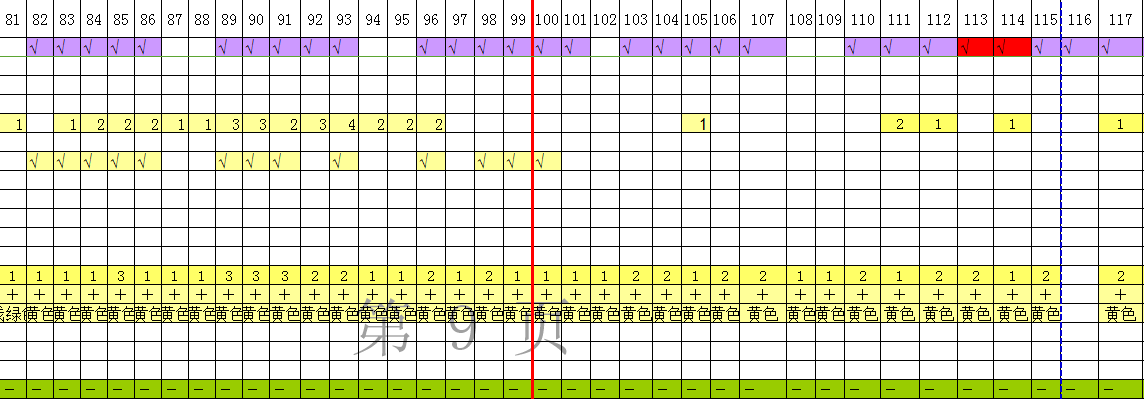 81 82 83 84 85 86 87 88 89 90 91 92 93 94 95 96 97 98 99 100 101 102 103 104 105 106 107 108 109 110 111 112 113 114 115 116 117
√ √ √ √ √ √ √ √ √ √ √ √ √ √ √ √ √ √ √ √ √ √ √ √ √ √ √ √ √
1 1 2 2 2 1 1 3 3 2 3 4 2 2 2 1 2 1 1 1
√ √ √ √ √ √ √ √ √ √ √ √ √
1 1 1 1 3 1 1 1 3 3 3 2 2 1 1 2 1 2 1 1 1 1 2 2 1 2 2 1 1 2 1 2 2 1 2 2
+ + + + + + + + + + + + + + + + + + + + + + + + + + + + + + + + + + + +
绿 黄色 黄色 黄色 黄色 黄色 黄色 黄色 黄色 黄色 黄色 黄色 黄色 黄色 黄色 黄色 黄色 黄色 黄色 黄色 黄色 黄色 黄色 黄色 黄色 黄色 黄色 黄色 黄色 黄色 黄色 黄色 黄色 黄色 黄色 黄色
第 9 页
− − − − − − − − − − − − − − − − − − − − − − − − − − − − − − − − − − − − −